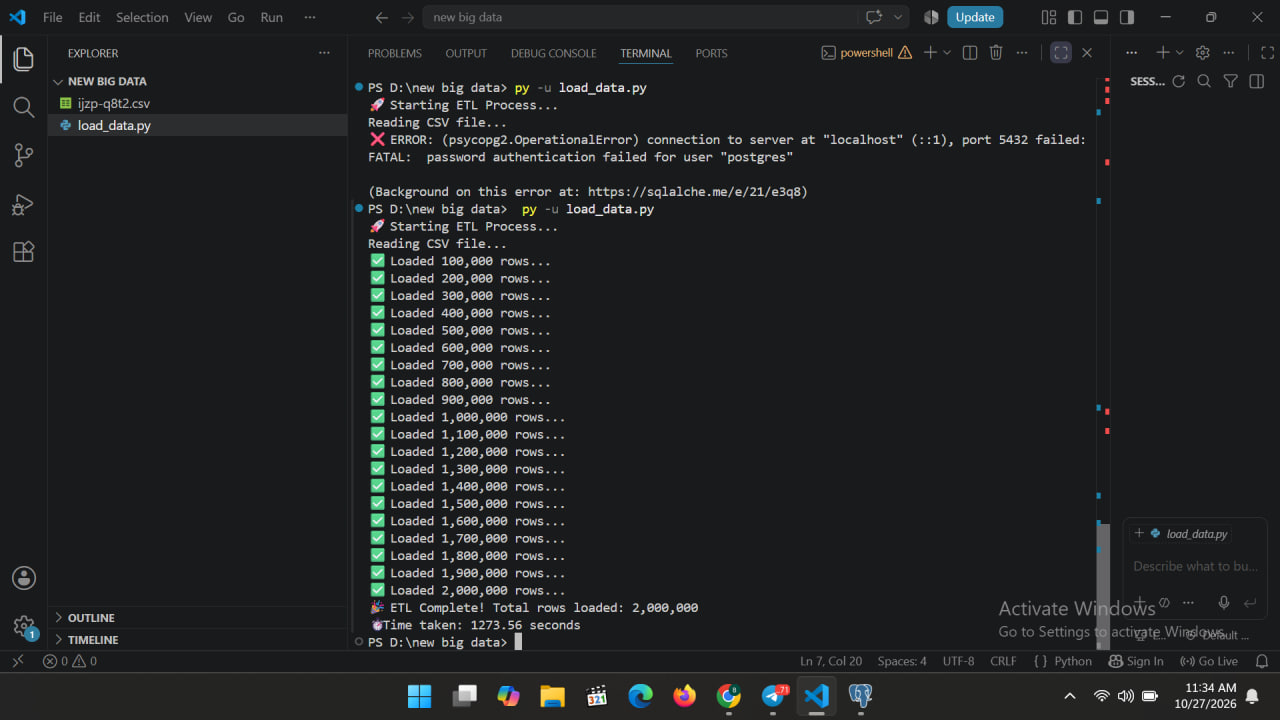 File Edit Selection View Go Run ··· new big data Update
EXPLORER ···
PROBLEMS OUTPUT DEBUG CONSOLE TERMINAL PORTS powershell
NEW BIG DATA
ijzp-q8t2.csv
load_data.py
PS D:\new big data> py -u load_data.py
🚀 Starting ETL Process...
Reading CSV file...
❌ ERROR: (psycopg2.OperationalError) connection to server at "localhost" (::1), port 5432 failed:
FATAL:  password authentication failed for user "postgres"
(Background on this error at: https://sqlalche.me/e/21/e3q8)
PS D:\new big data>  py -u load_data.py
🚀 Starting ETL Process...
Reading CSV file...
✅ Loaded 100,000 rows...
✅ Loaded 200,000 rows...
✅ Loaded 300,000 rows...
✅ Loaded 400,000 rows...
✅ Loaded 500,000 rows...
✅ Loaded 600,000 rows...
✅ Loaded 700,000 rows...
✅ Loaded 800,000 rows...
✅ Loaded 900,000 rows...
✅ Loaded 1,000,000 rows...
✅ Loaded 1,100,000 rows...
✅ Loaded 1,200,000 rows...
✅ Loaded 1,300,000 rows...
✅ Loaded 1,400,000 rows...
✅ Loaded 1,500,000 rows...
✅ Loaded 1,600,000 rows...
✅ Loaded 1,700,000 rows...
✅ Loaded 1,800,000 rows...
✅ Loaded 1,900,000 rows...
✅ Loaded 2,000,000 rows...
🎉 ETL Complete! Total rows loaded: 2,000,000
⏱Time taken: 1273.56 seconds
PS D:\new big data>
SESS...
load_data.py
Describe what to bu...
Default ...
Activate Windows
Go to Settings to activate Windows.
OUTLINE
TIMELINE
1
0 0
Ln 7, Col 20 Spaces: 4 UTF-8 CRLF { } Python Sign In Go Live
321
8
71
11:34 AM
10/27/2026